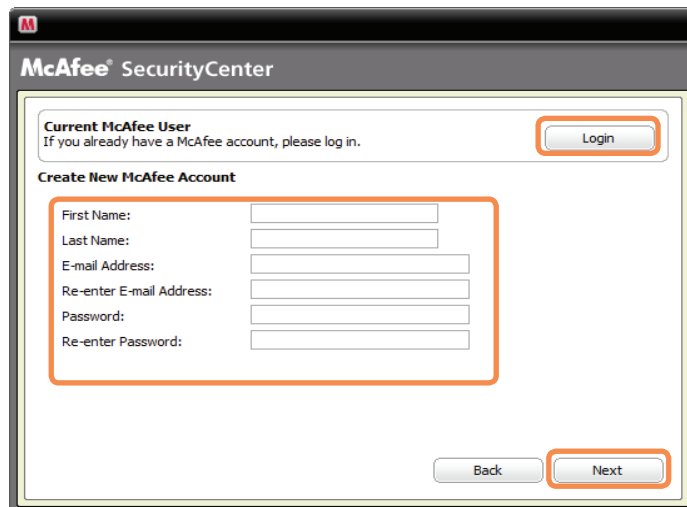 M
McAfee® SecurityCenter
Current McAfee User
If you already have a McAfee account, please log in.
Login
Create New McAfee Account
First Name:
Last Name:
E-mail Address:
Re-enter E-mail Address:
Password:
Re-enter Password:
Back
Next